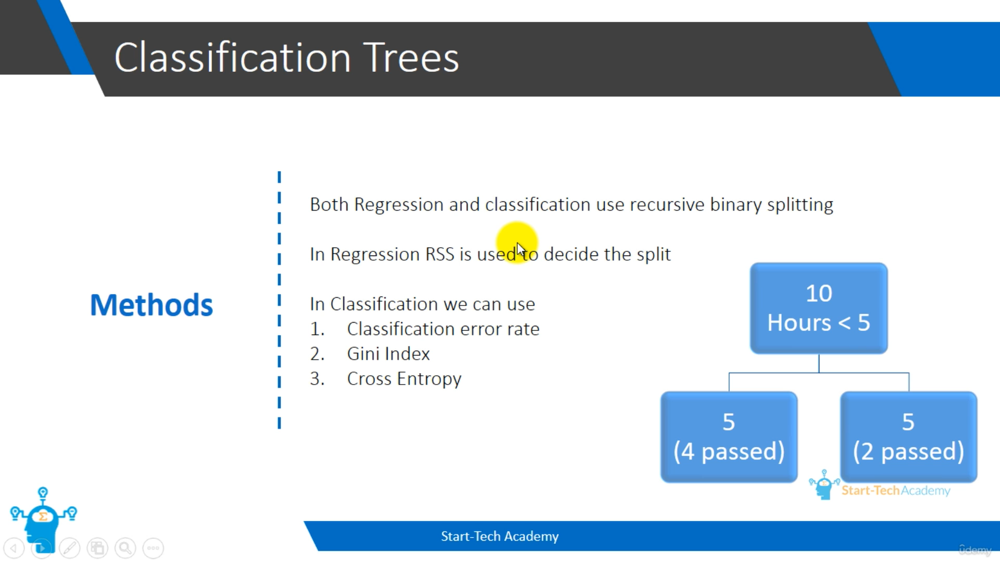 Classification Trees
Methods
Both Regression and classification use recursive binary splitting
In Regression RSS is used to decide the split
In Classification we can use
1. Classification error rate
2. Gini Index
3. Cross Entropy
10
Hours < 5
5
(4 passed)
5
(2 passed)
Start-Tech Academy
Start-Tech Academy
udemy